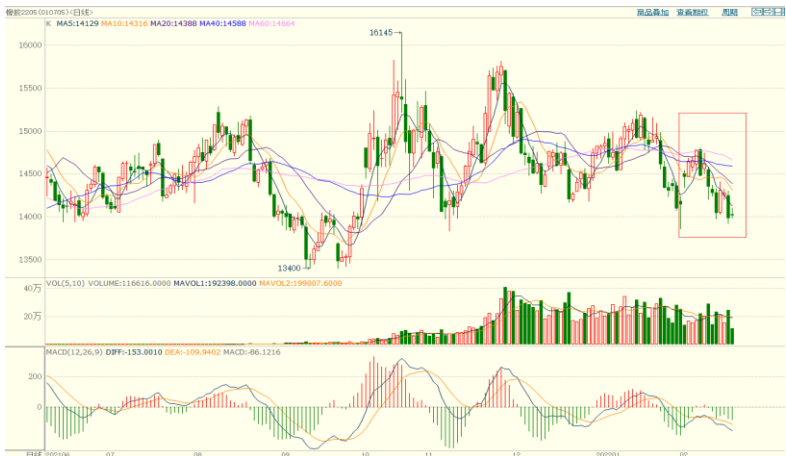 橡胶2205(010705)<日线>
商品叠加 查看期权 周期
K MA5:14129 MA10:14316 MA20:14388 MA40:14588 MA60:14664
16145
16000
15500
15000
14500
14000
13500
13400
VOL(5,10) VOLUME:116616.0000 MAVOL1:192398.0000 MAVOL2:199007.6000
40万
20万
MACD(12,26,9) DIFF:-153.0010 DEA:-109.9402 MACD:-86.1216
200
0
日线 202106 07 08 09 10 11 12 202201 02